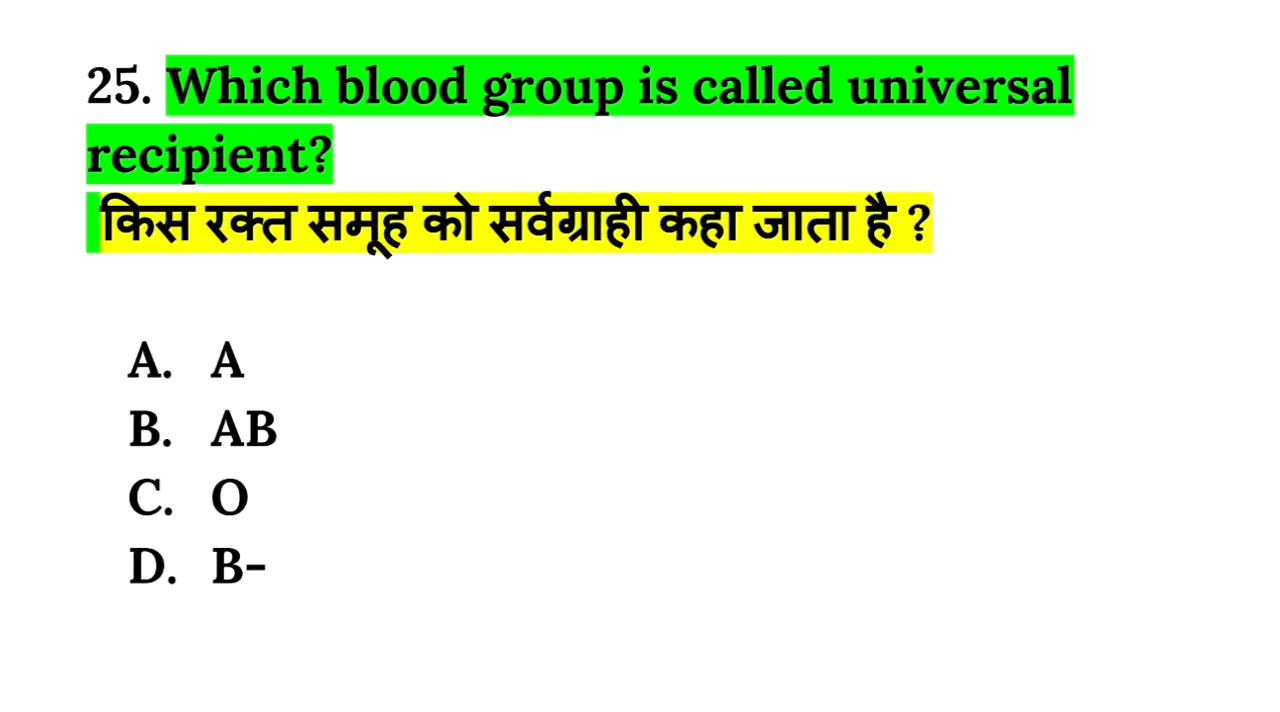 25. Which blood group is called universal
recipient?
किस रक्त समूह को सर्वग्राही कहा जाता है ?
A. A
B. AB
C. O
D. B-